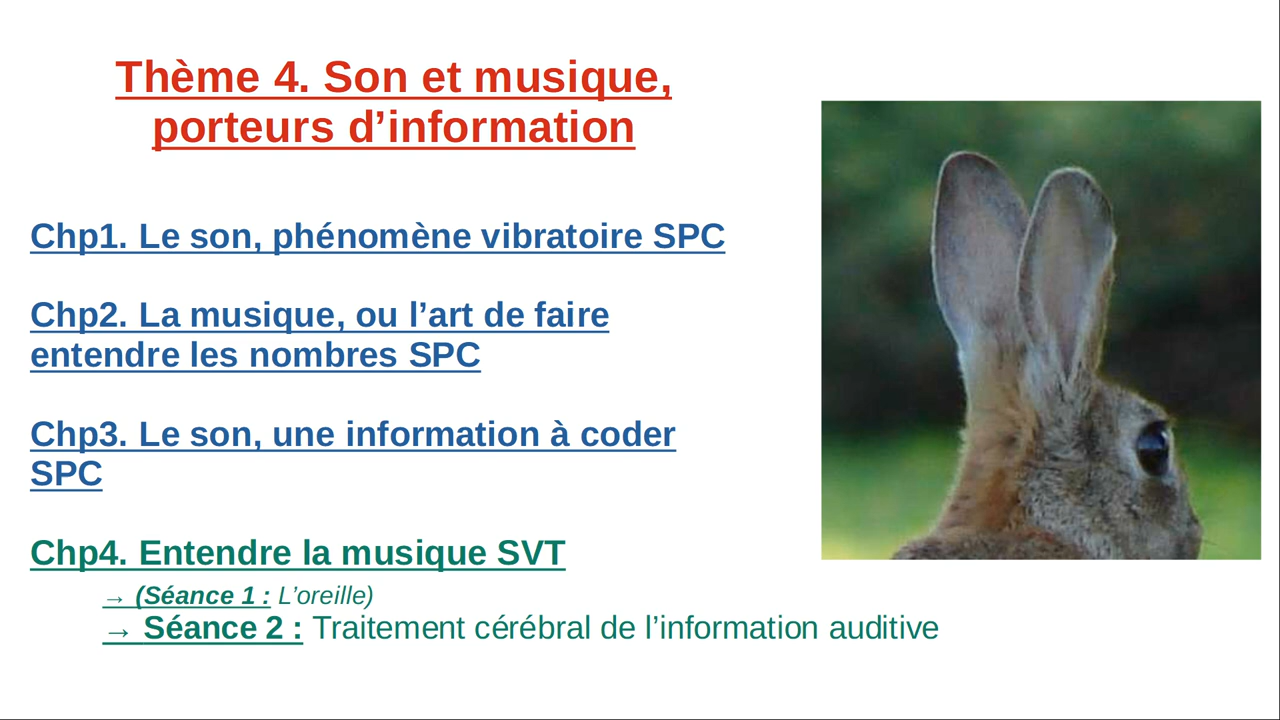 Thème 4. Son et musique,
porteurs d’information
Chp1. Le son, phénomène vibratoire SPC
Chp2. La musique, ou l’art de faire
entendre les nombres SPC
Chp3. Le son, une information à coder
SPC
Chp4. Entendre la musique SVT
→ (Séance 1 : L’oreille)
→ Séance 2 : Traitement cérébral de l’information auditive